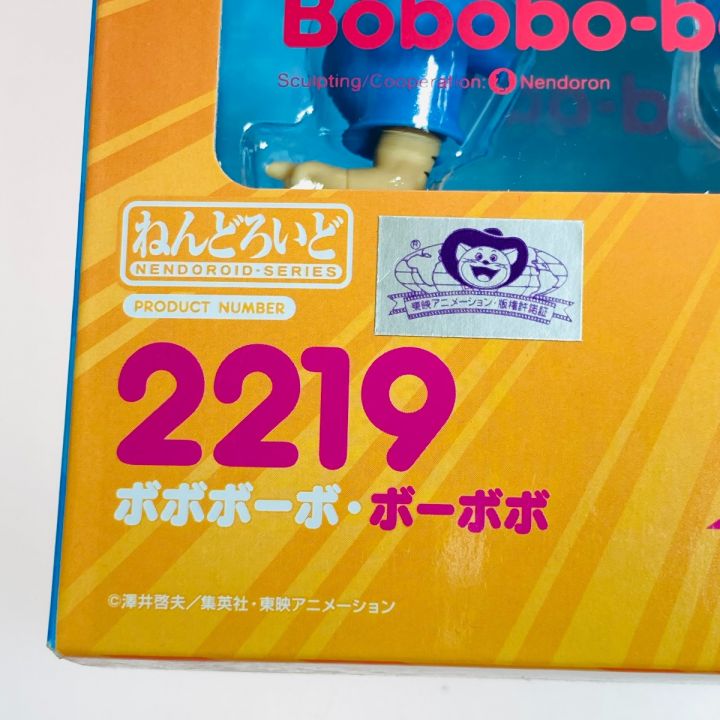 Bobobo-b
Sculpting/Cooperation: Nendoron
ねんどろいど
NENDOROID·SERIES
PRODUCT NUMBER
®
東映アニメーション・版権許諾証
2219
ボボボーボ・ボーボボ
©澤井啓夫／集英社・東映アニメーション